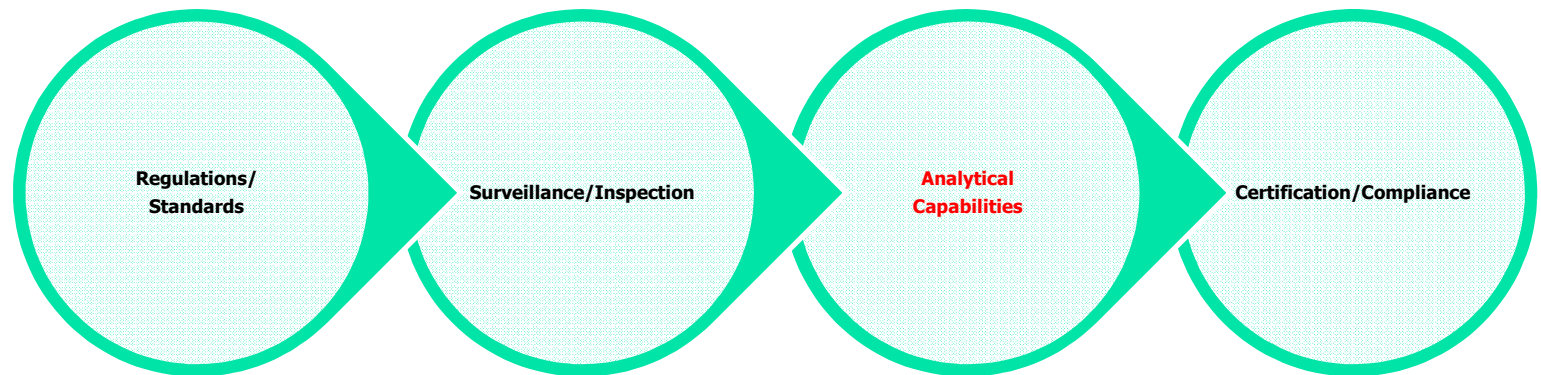 Regulations/
Standards
Surveillance/Inspection
Analytical
Capabilities
Certification/Compliance